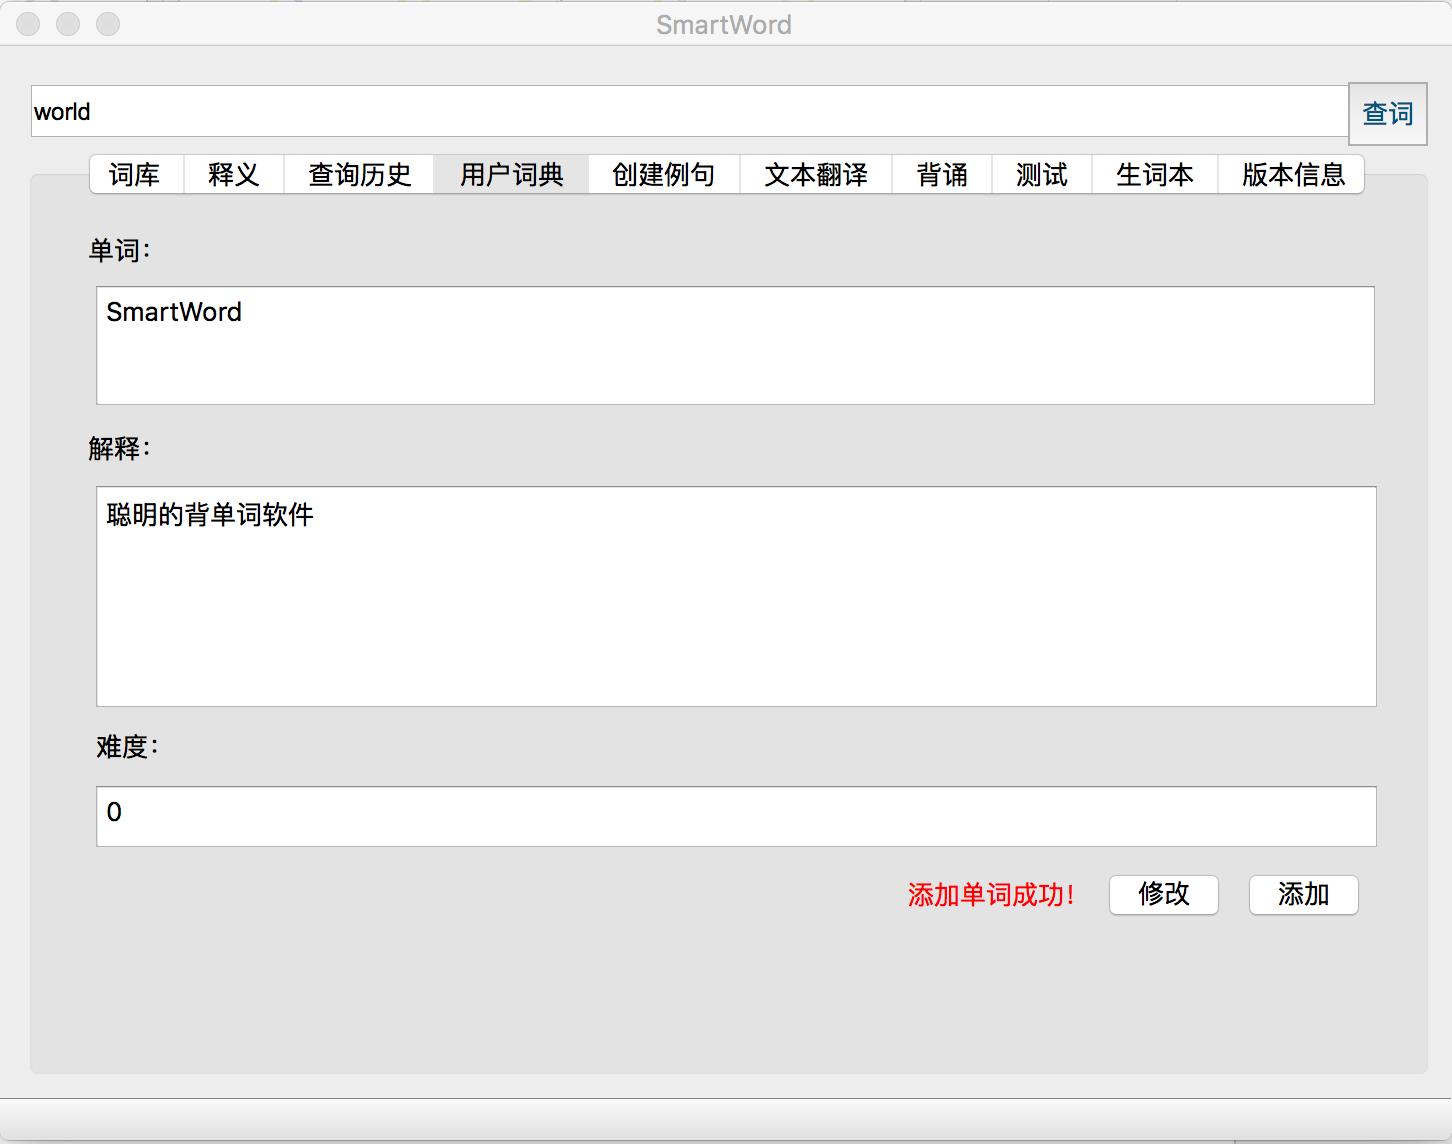 SmartWord
world
查词
词库 释义 查询历史 用户词典 创建例句 文本翻译 背诵 测试 生词本 版本信息
单词：
SmartWord
解释：
聪明的背单词软件
难度：
0
添加单词成功！ 修改 添加